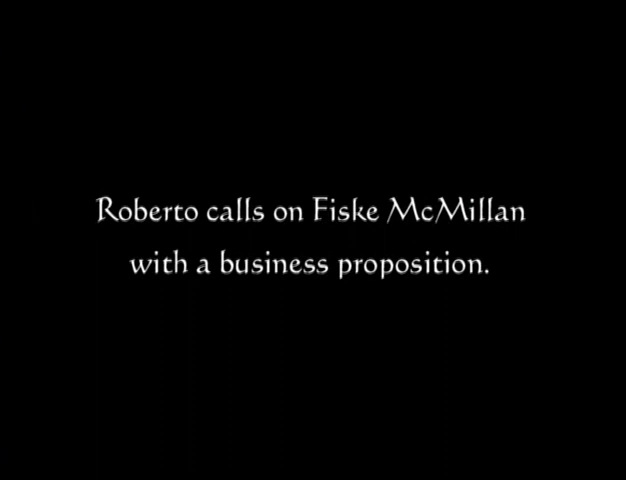 Roberto calls on Fiske McMillan
with a business proposition.